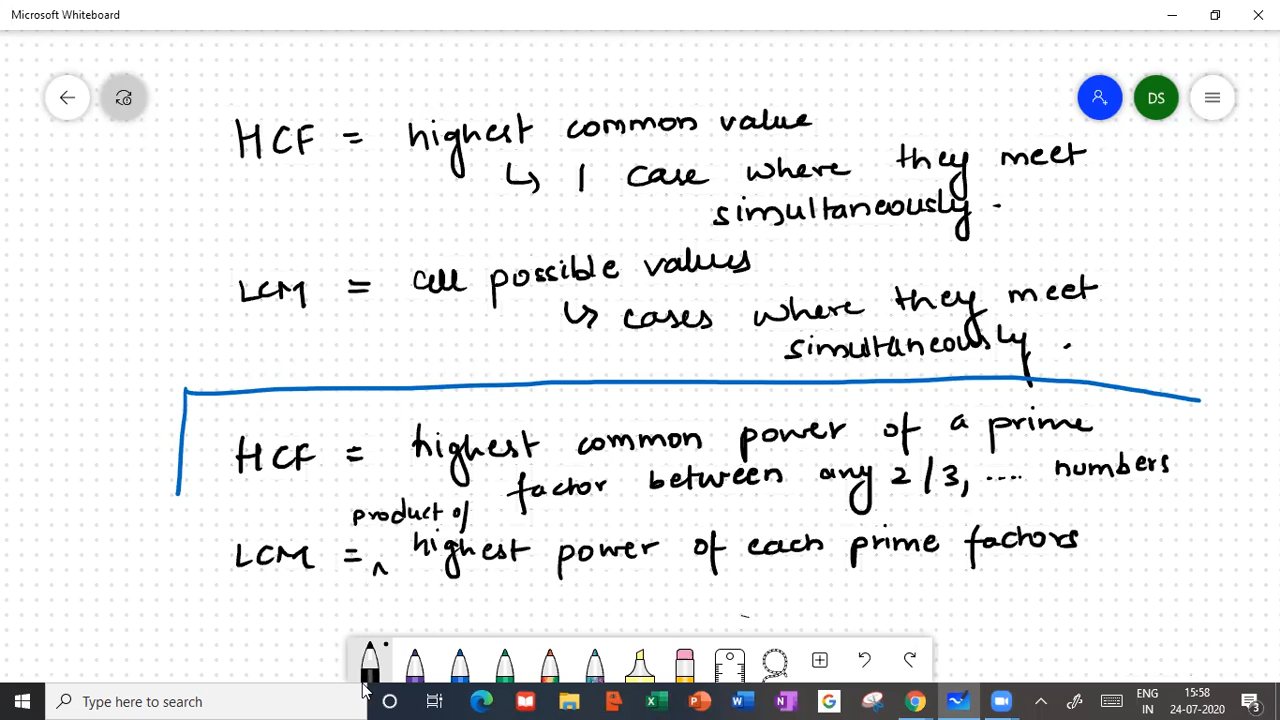 Microsoft Whiteboard
DS
HCF = highest common value
↳ 1 case where they meet
simultaneously.
LCM = all possible values
↳ cases where they meet
simultaneously.
HCF = highest common power of a prime
factor between any 2/3, .... numbers
product of
LCM = ^ highest power of each prime factors
Type here to search
ENG
IN
15:58
24-07-2020
3